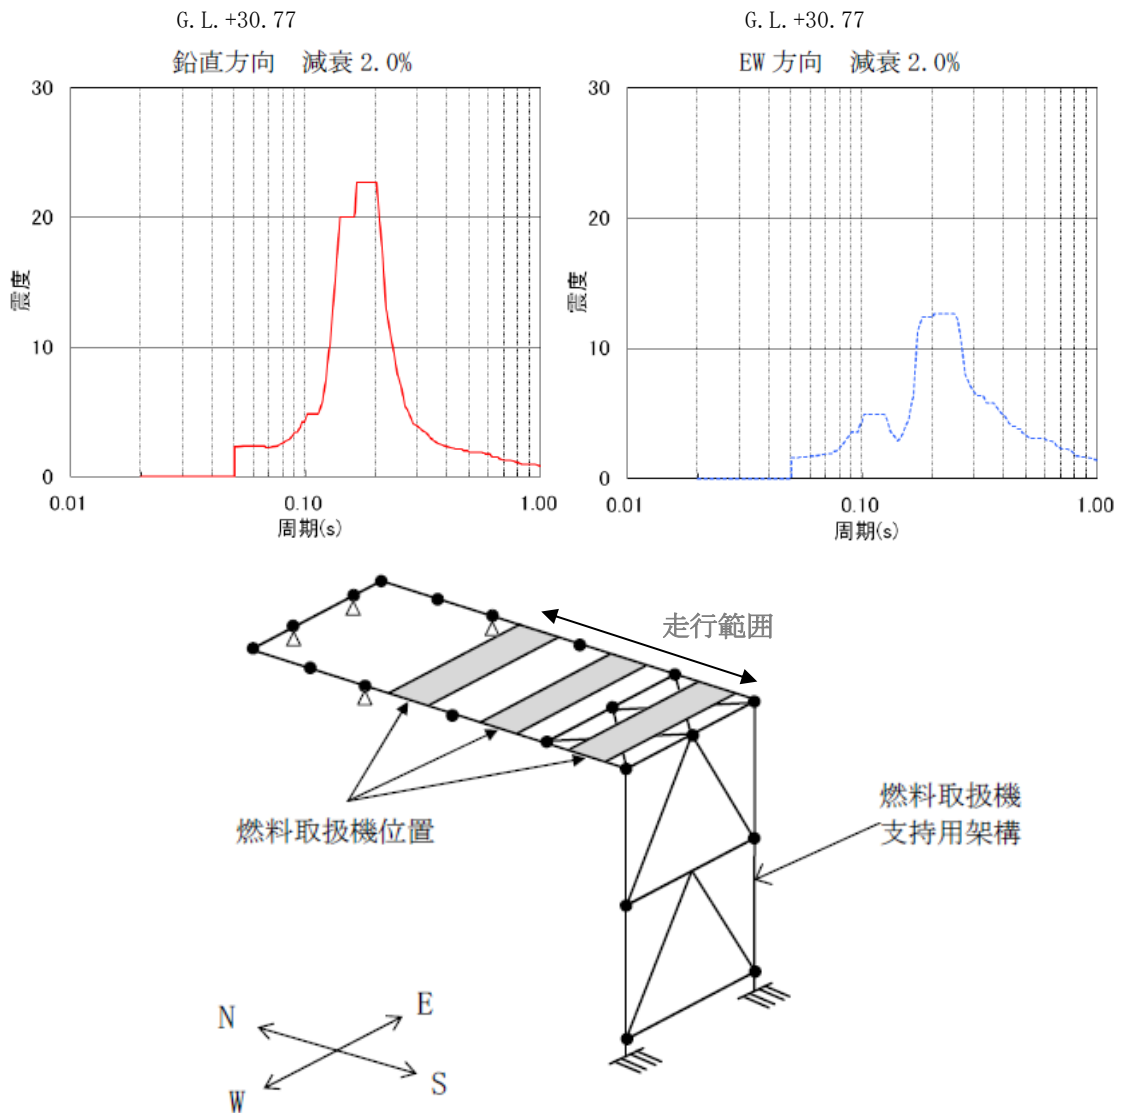 G.L.+30.77
鉛直方向 減衰 2.0%
30
20
10
0
震度
0.01
0.10
1.00
周期(s)
G.L.+30.77
EW 方向 減衰 2.0%
30
20
10
0
震度
0.01
0.10
1.00
周期(s)
走行範囲
燃料取扱機位置
燃料取扱機
支持用架構
N
E
W
S